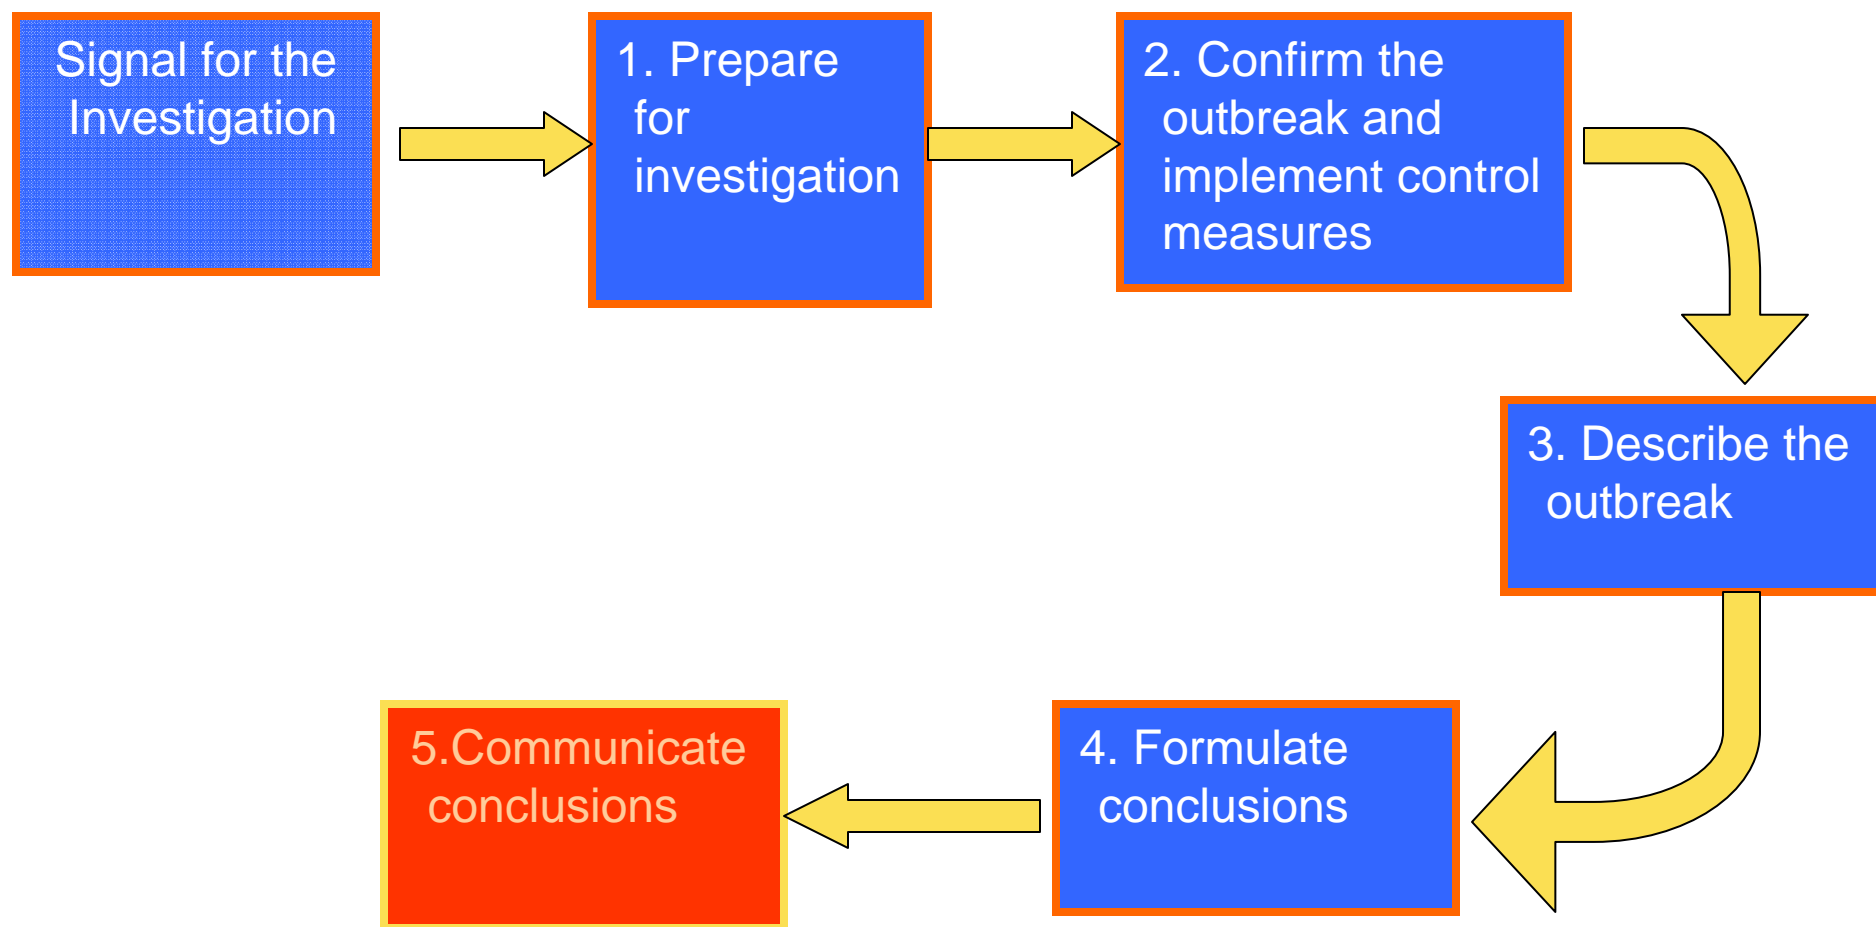 Signal for the
Investigation
1. Prepare
for
investigation
2. Confirm the
outbreak and
implement control
measures
3. Describe the
outbreak
4. Formulate
conclusions
5.Communicate
conclusions